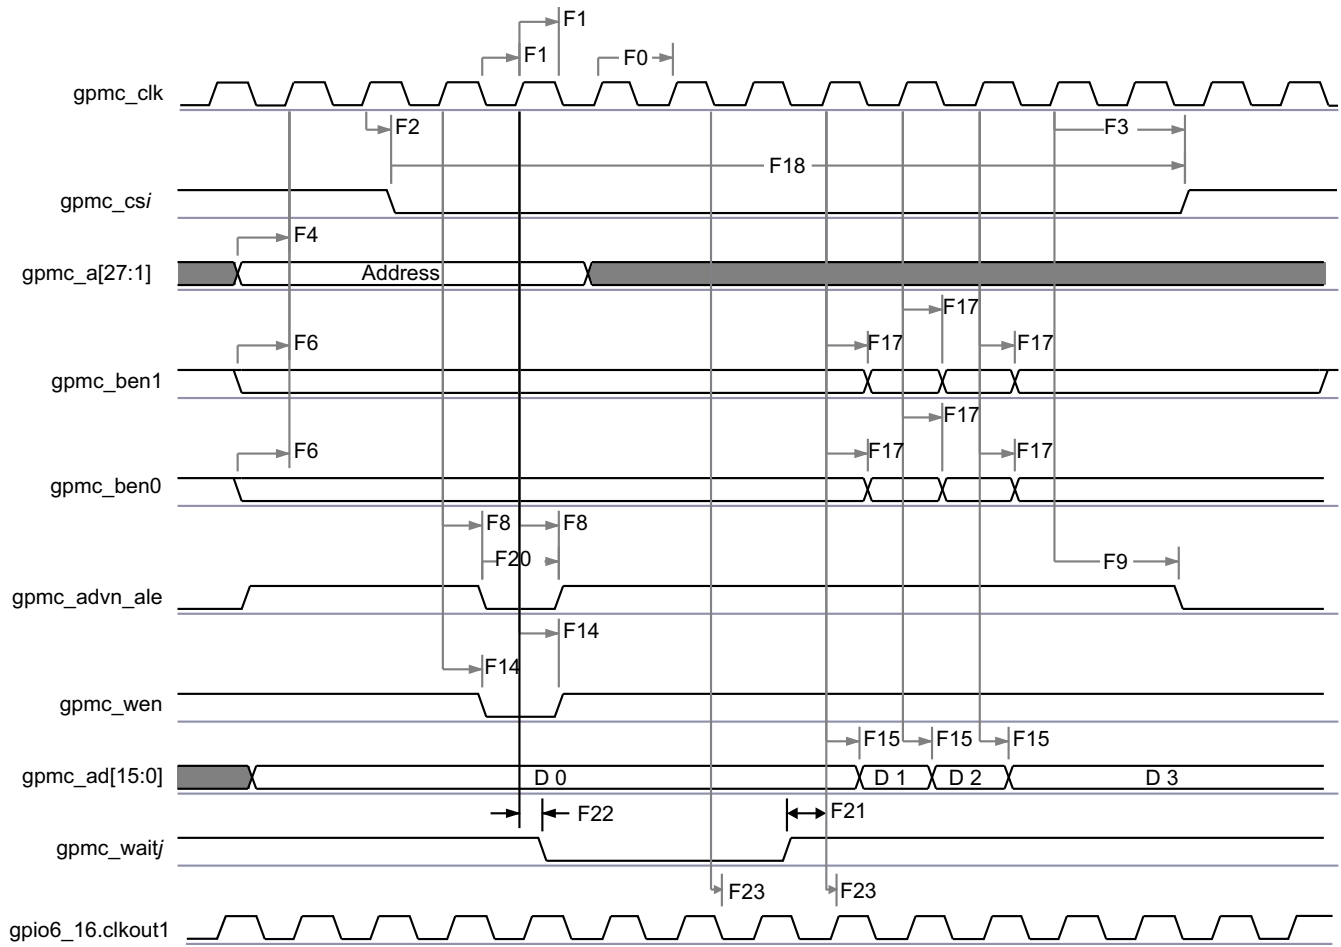 F1
F1
F0
gpmc_clk
F2
F3
F18
gpmc_csi
F4
gpmc_a[27:1]
Address
F17
F6
F17
F17
gpmc_ben1
F17
F6
F17
F17
gpmc_ben0
F8
F8
F20
F9
gpmc_advn_ale
F14
F14
gpmc_wen
F15
F15
F15
gpmc_ad[15:0]
D 0
D 1
D 2
D 3
F22
F21
gpmc_waitj
F23
F23
gpio6_16.clkout1